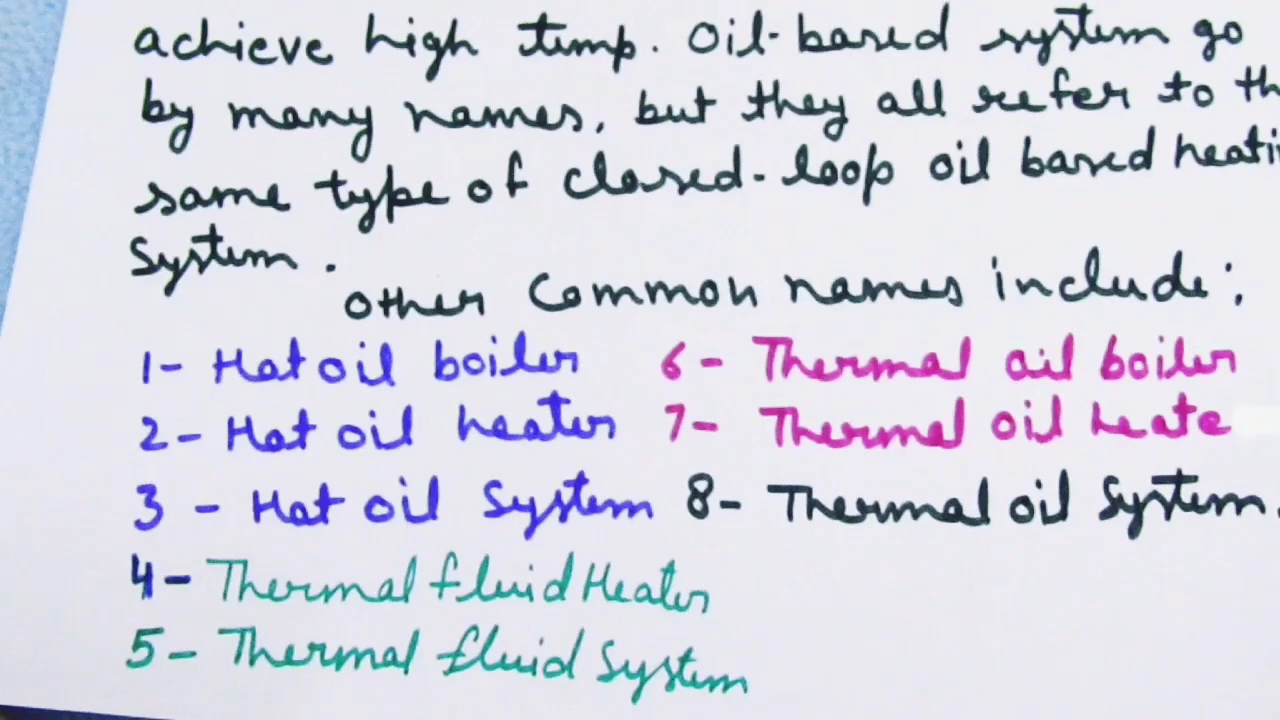 achieve high temp. Oil-based system go
by many names, but they all refer to th
same type of closed-loop oil based heati
System.
other common names include:
1- Hot oil boiler
2- Hot oil heater
3 - Hot oil System
4- Thermal fluid Heater
5- Thermal fluid System
6- Thermal oil boiler
7- Thermal oil heate
8- Thermal oil System.